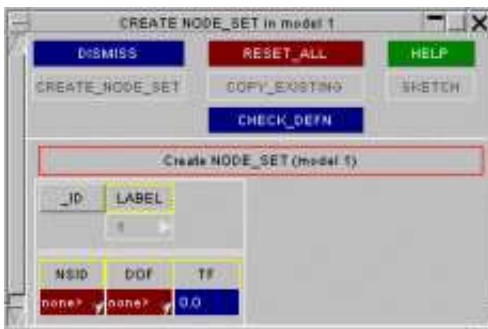 CREATE NODE_SET in model 1
DISMISS RESET_ALL HELP
CREATE_NODE_SET COPY_EXISTING SKETCH
CHECK_DEFN
Create NODE_SET (model 1)
_ID LABEL
1
NSID DOF TF
none> none> 0.0